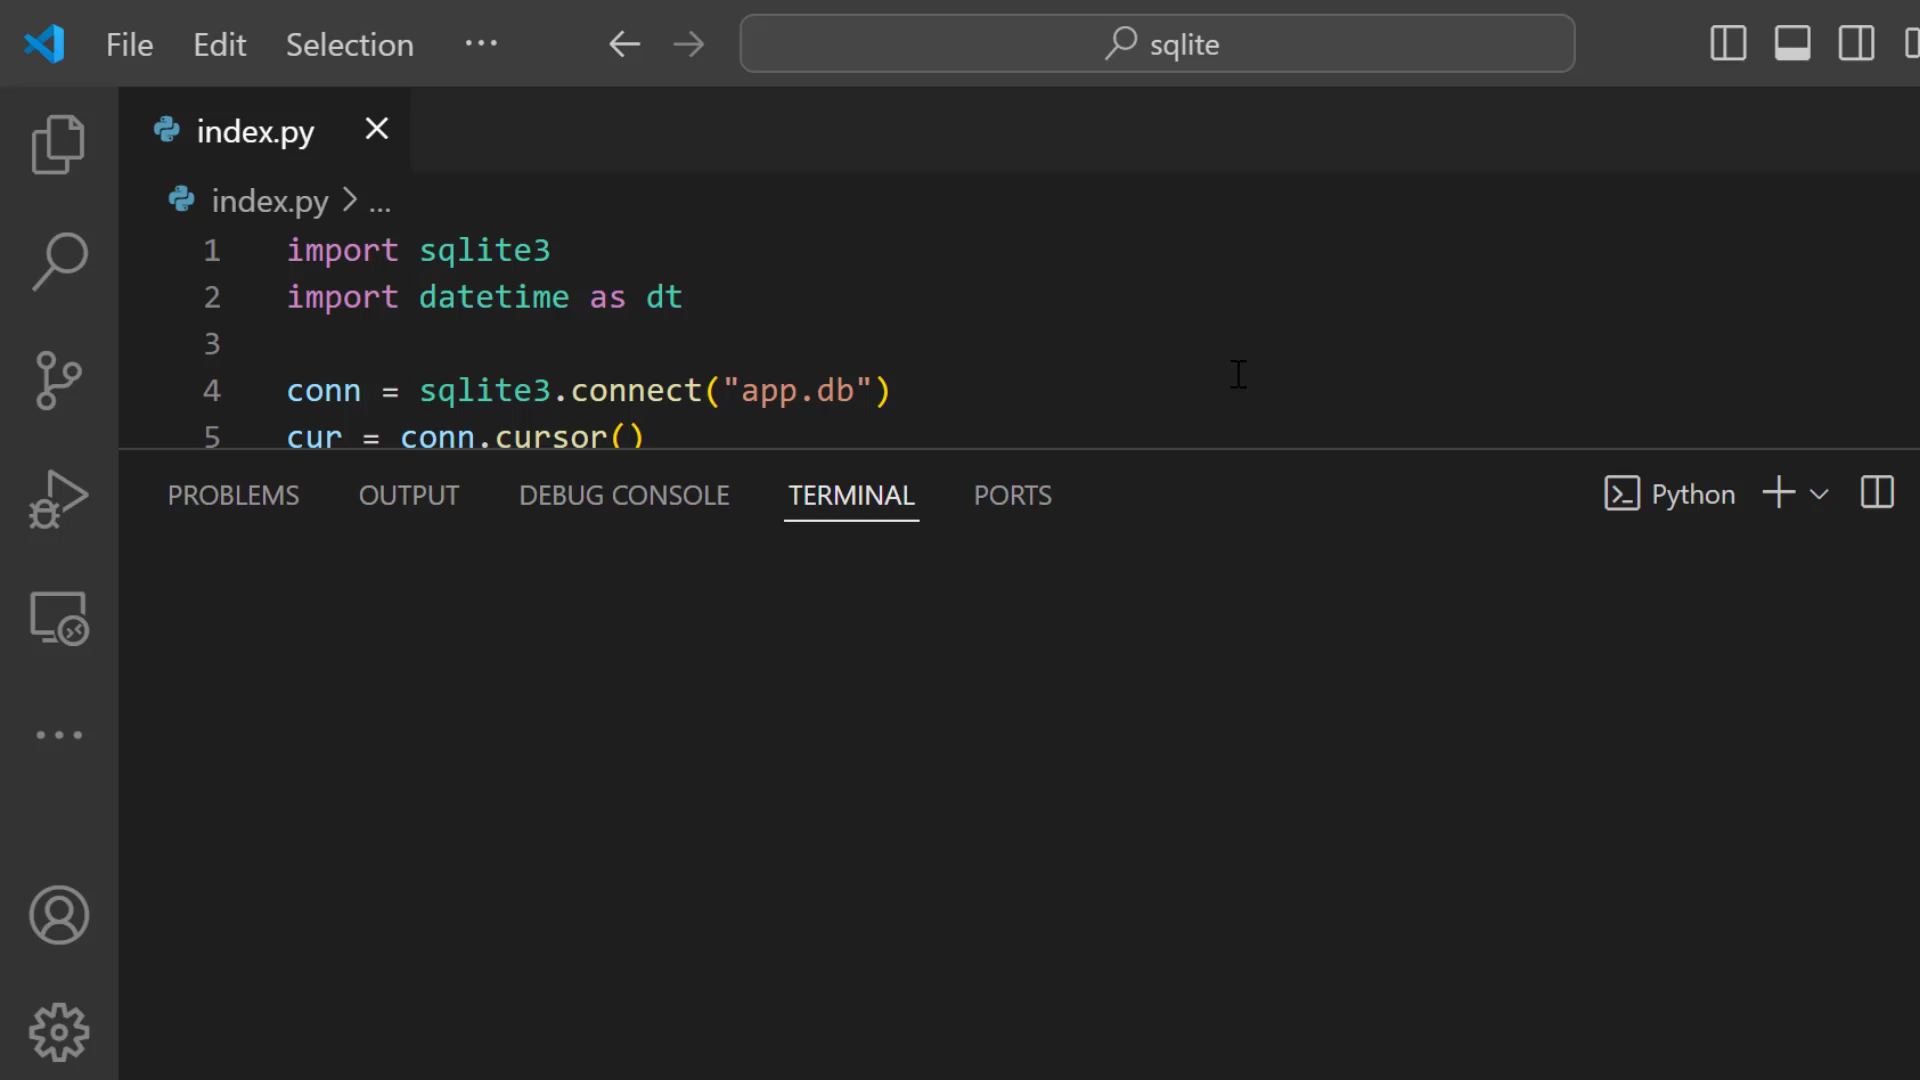 File Edit Selection ··· sqlite
index.py
index.py > ...
1 import sqlite3
2 import datetime as dt
3
4 conn = sqlite3.connect("app.db")
5 cur = conn.cursor()
PROBLEMS OUTPUT DEBUG CONSOLE TERMINAL PORTS Python